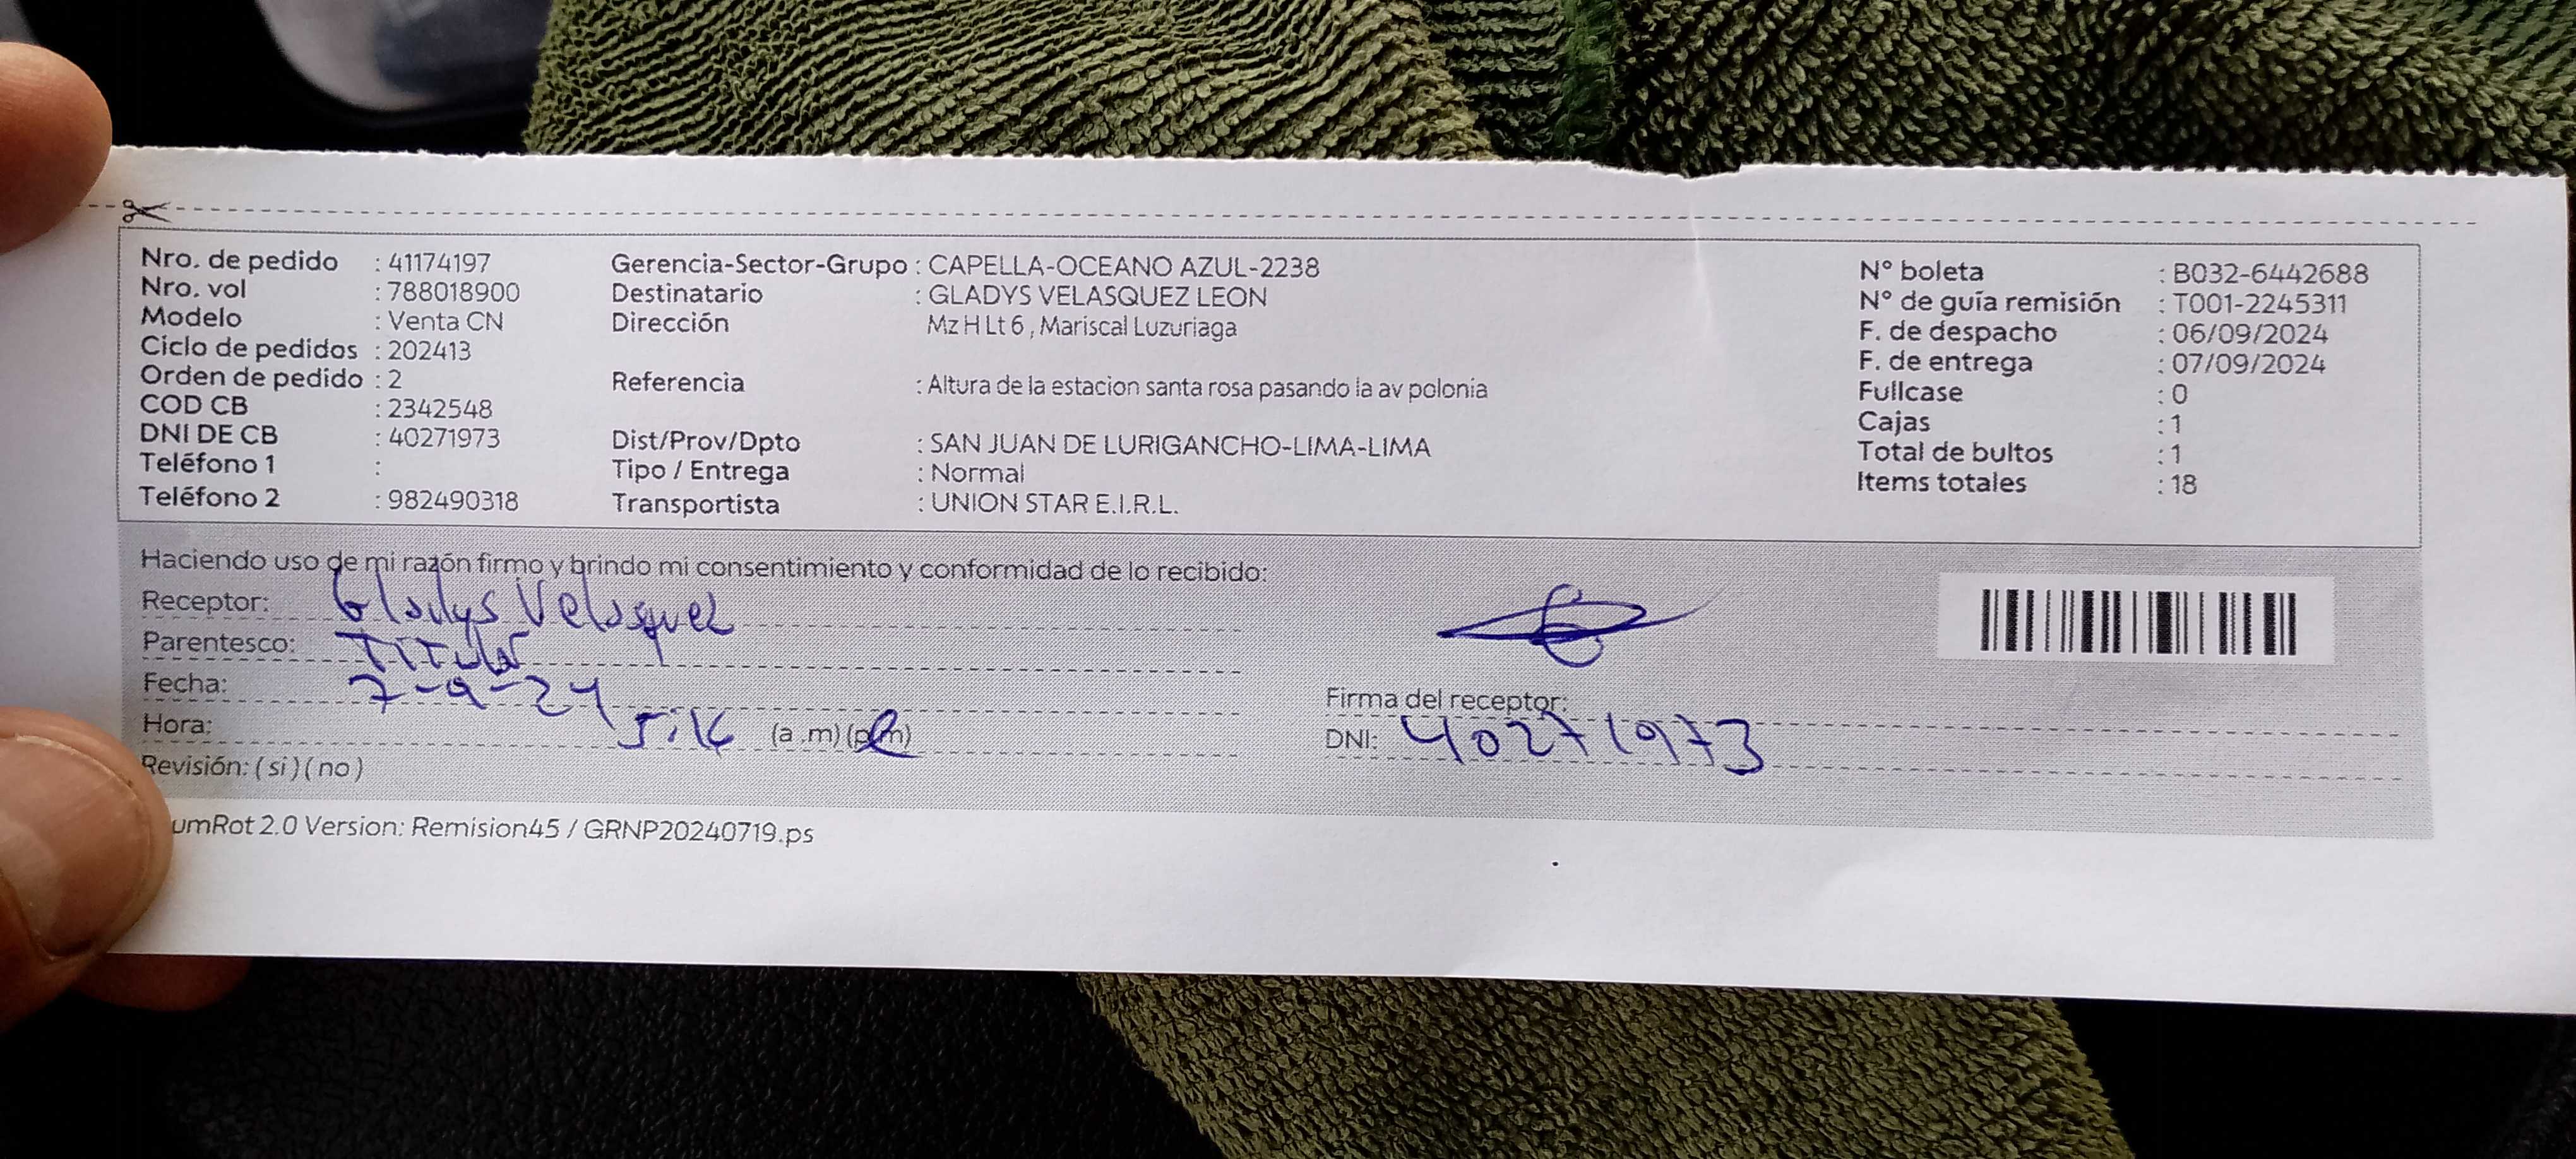 Nro. de pedido : 41174197
Nro. vol : 788018900
Modelo : Venta CN
Ciclo de pedidos : 202413
Orden de pedido : 2
COD CB : 2342548
DNI DE CB : 40271973
Teléfono 1 :
Teléfono 2 : 982490318
Gerencia-Sector-Grupo : CAPELLA-OCEANO AZUL-2238
Destinatario : GLADYS VELASQUEZ LEON
Dirección Mz H Lt 6 , Mariscal Luzuriaga
Referencia : Altura de la estacion santa rosa pasando la av polonia
Dist/Prov/Dpto : SAN JUAN DE LURIGANCHO-LIMA-LIMA
Tipo / Entrega : Normal
Transportista : UNION STAR E.I.R.L.
N° boleta : B032-6442688
N° de guía remisión : T001-2245311
F. de despacho : 06/09/2024
F. de entrega : 07/09/2024
Fullcase : 0
Cajas : 1
Total de bultos : 1
Items totales : 18
Haciendo uso de mi razón firmo y brindo mi consentimiento y conformidad de lo recibido:
Receptor: Gladys Velasquez
Parentesco: Titular
Fecha: 7-9-24
Hora: (a .m) (p.m)
Revisión: ( si ) ( no )
Firma del receptor:
DNI: 40271973
umRot 2.0 Version: Remision45 / GRNP20240719.ps